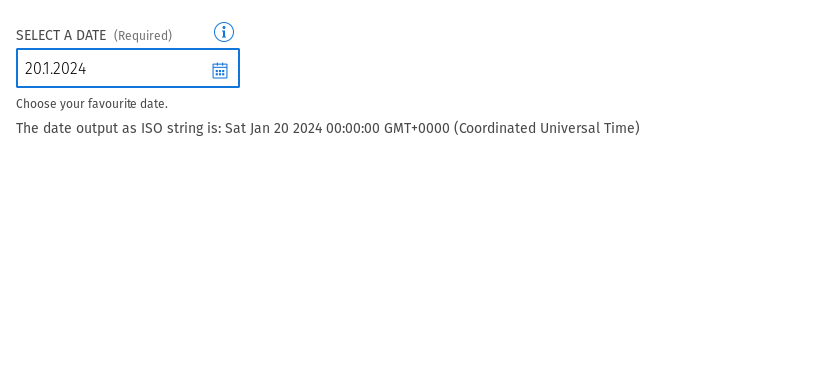 SELECT A DATE (Required)
20.1.2024
Choose your favourite date.
The date output as ISO string is: Sat Jan 20 2024 00:00:00 GMT+0000 (Coordinated Universal Time)